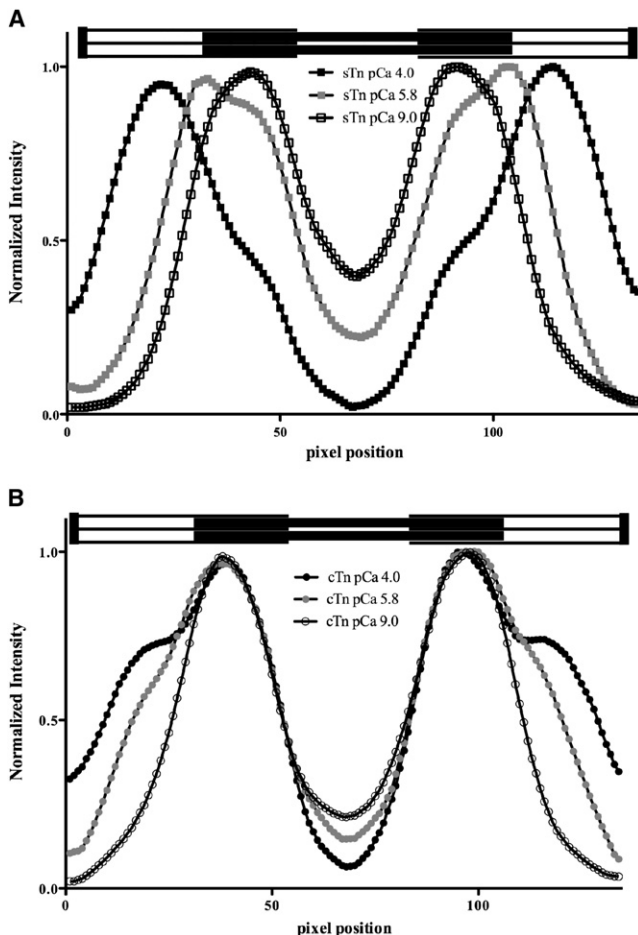 A
1.0
sTn pCa 4.0
sTn pCa 5.8
sTn pCa 9.0
Normalized Intensity
0.5
0.0
0
50
100
pixel position
B
1.0
cTn pCa 4.0
cTn pCa 5.8
cTn pCa 9.0
Normalized Intensity
0.5
0.0
0
50
100
pixel position